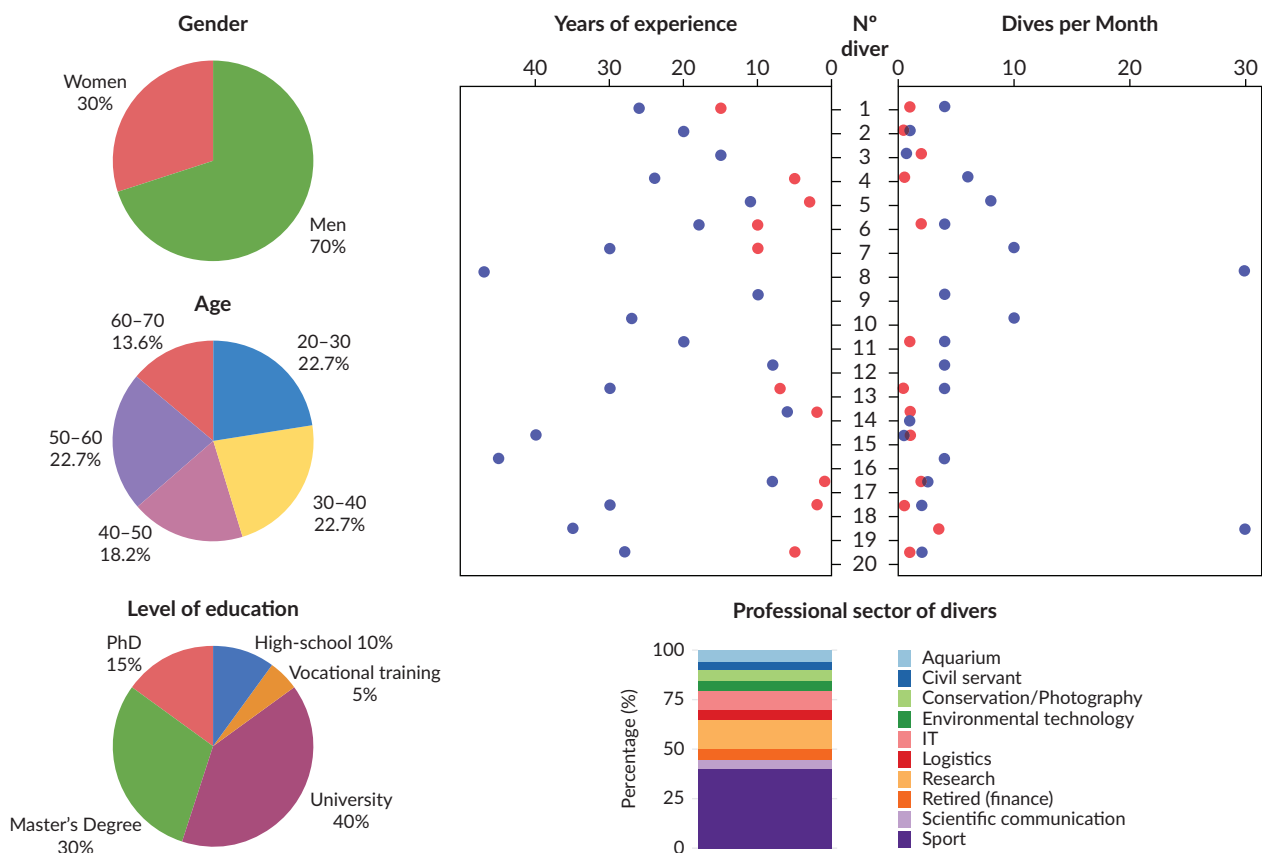 Gender
Women
30%
Men
70%
Age
60–70
13.6%
20–30
22.7%
50–60
22.7%
30–40
22.7%
40–50
18.2%
Level of education
PhD
15%
High-school 10%
Vocational training
5%
University
40%
Master's Degree
30%
Years of experience
40 30 20 10 0
Nº
diver
1
2
3
4
5
6
7
8
9
10
11
12
13
14
15
16
17
18
19
20
Dives per Month
0 10 20 30
Professional sector of divers
Percentage (%)
100
75
50
25
0
Aquarium
Civil servant
Conservation/Photography
Environmental technology
IT
Logistics
Research
Retired (finance)
Scientific communication
Sport